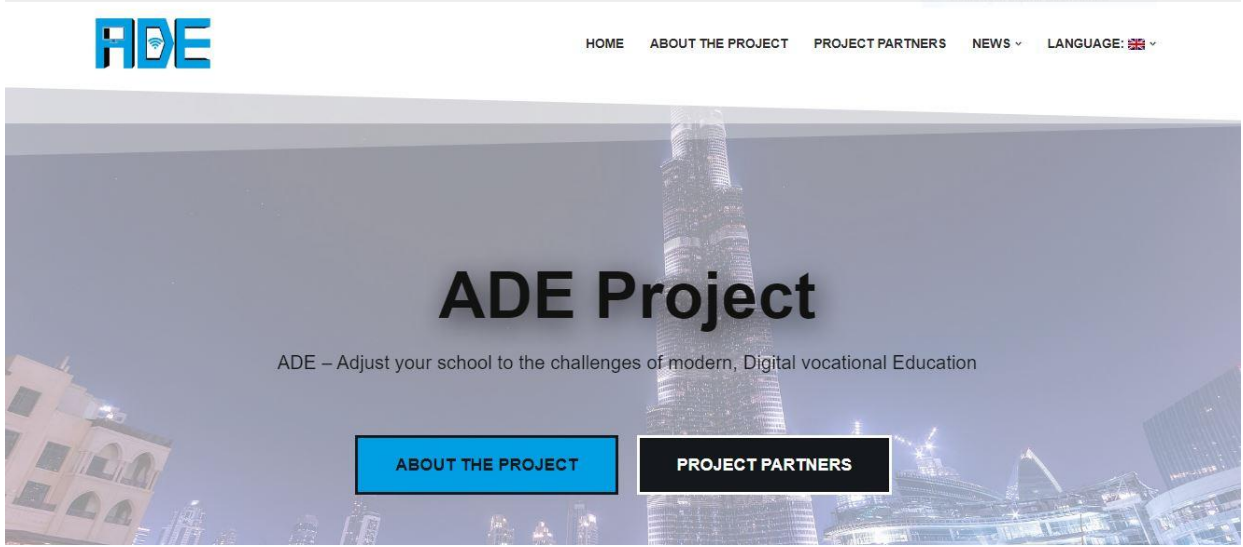 ADE
HOME ABOUT THE PROJECT PROJECT PARTNERS NEWS LANGUAGE:
ADE Project
ADE – Adjust your school to the challenges of modern, Digital vocational Education
ABOUT THE PROJECT PROJECT PARTNERS